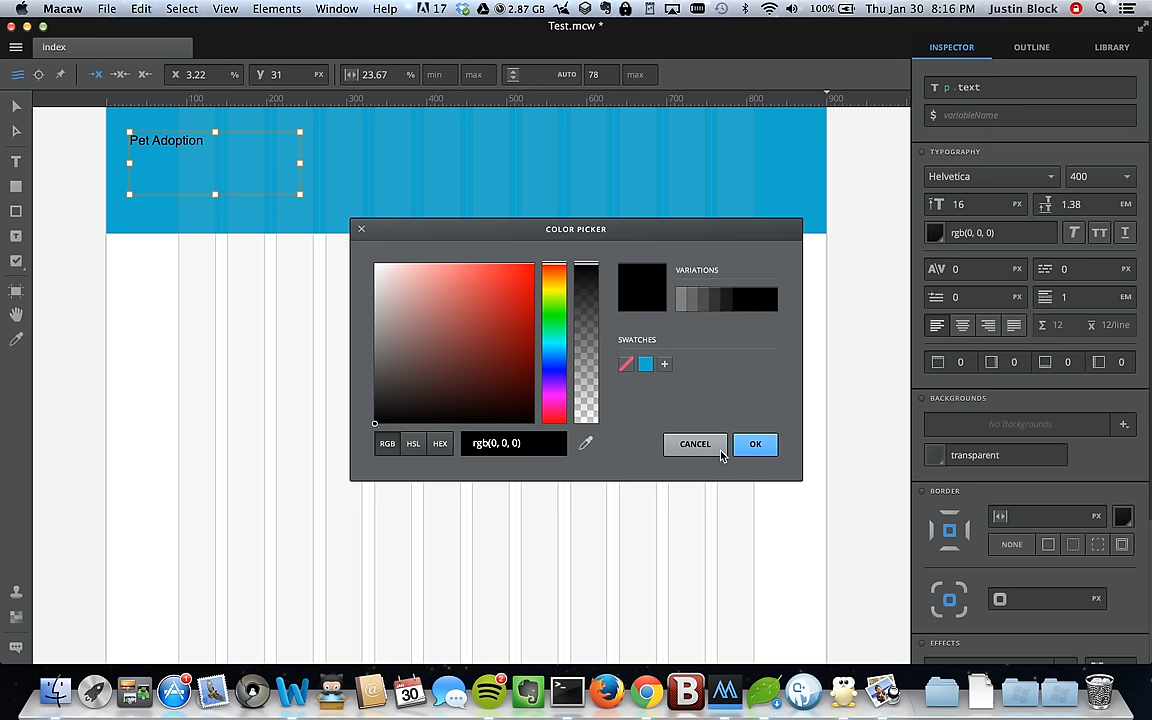 Macaw File Edit Select View Elements Window Help 17 2.87 GB 100% Thu Jan 30 8:16 PM Justin Block
Test.mcw *
index
INSPECTOR OUTLINE LIBRARY
X 3.22 % y 31 PX 23.67 % min max AUTO 78 max
100 200 300 400 500 600 700 800 900
T p.text
$ variableName
TYPOGRAPHY
Helvetica 400
16 PX 1.38 EM
rgb(0, 0, 0) T TT T
A|V 0 PX 0 PX
0 PX 1 EM
Σ 12 x̄ 12/line
0 0 0 0
BACKGROUNDS
No Backgrounds
transparent
BORDER
PX
NONE
PX
EFFECTS
Pet Adoption
COLOR PICKER
VARIATIONS
SWATCHES
RGB HSL HEX rgb(0, 0, 0) CANCEL OK
1 30 2